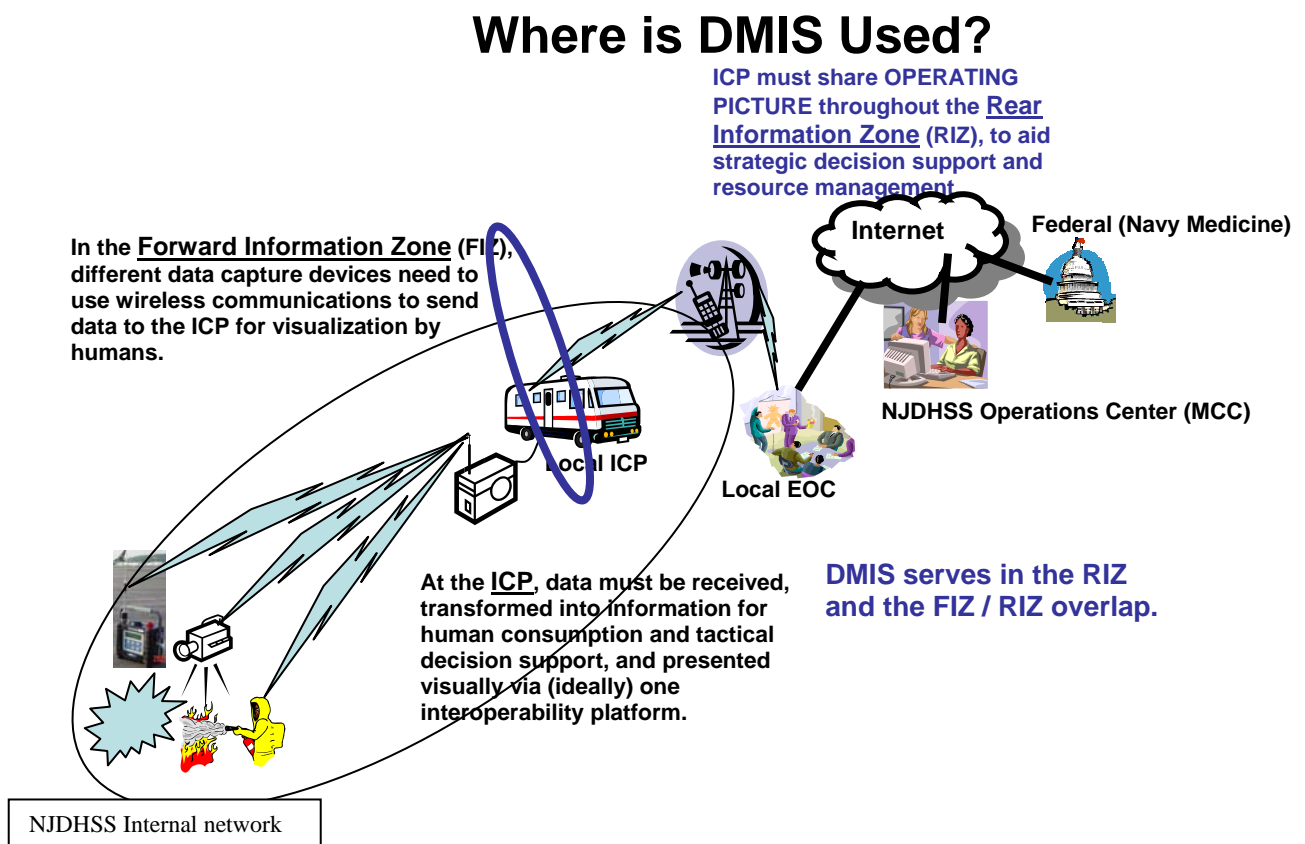 Where is DMIS Used?
ICP must share OPERATING
PICTURE throughout the Rear
Information Zone (RIZ), to aid
strategic decision support and
resource management
In the Forward Information Zone (FIZ),
different data capture devices need to
use wireless communications to send
data to the ICP for visualization by
humans.
Internet
Federal (Navy Medicine)
NJDHSS Operations Center (MCC)
Local ICP
Local EOC
At the ICP, data must be received,
transformed into information for
human consumption and tactical
decision support, and presented
visually via (ideally) one
interoperability platform.
DMIS serves in the RIZ
and the FIZ / RIZ overlap.
NJDHSS Internal network